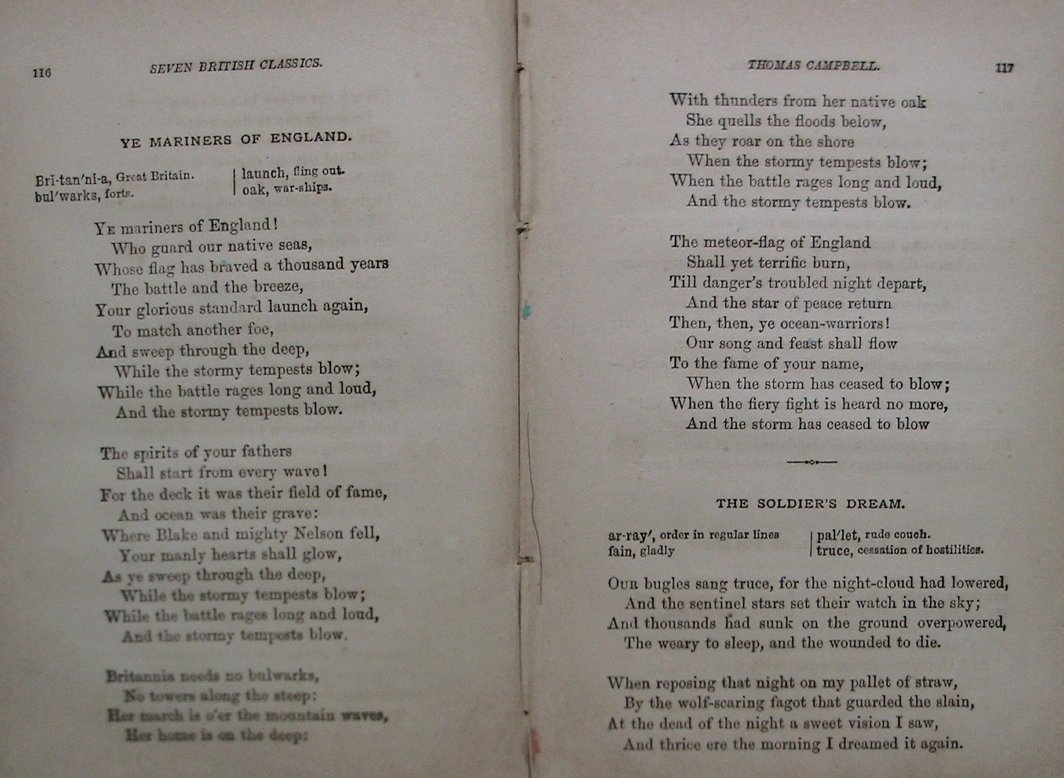 116
SEVEN BRITISH CLASSICS.
YE MARINERS OF ENGLAND.
Brĭ-tan'ni-a, Great Britain.
bul'warks, forts.
launch, fling out.
oak, war-ships.
YE mariners of England!
Who guard our native seas,
Whose flag has braved a thousand years
The battle and the breeze,
Your glorious standard launch again,
To match another foe,
And sweep through the deep,
While the stormy tempests blow;
While the battle rages long and loud,
And the stormy tempests blow.
The spirits of your fathers
Shall start from every wave!
For the deck it was their field of fame,
And ocean was their grave:
Where Blake and mighty Nelson fell,
Your manly hearts shall glow,
As ye sweep through the deep,
While the stormy tempests blow;
While the battle rages long and loud,
And the stormy tempests blow.
Britannia needs no bulwarks,
No towers along the steep:
Her march is o'er the mountain waves,
Her home is on the deep:
THOMAS CAMPBELL.
117
With thunders from her native oak
She quells the floods below,
As they roar on the shore
When the stormy tempests blow;
When the battle rages long and loud,
And the stormy tempests blow.
The meteor-flag of England
Shall yet terrific burn,
Till danger's troubled night depart,
And the star of peace return
Then, then, ye ocean-warriors!
Our song and feast shall flow
To the fame of your name,
When the storm has ceased to blow;
When the fiery fight is heard no more,
And the storm has ceased to blow
THE SOLDIER'S DREAM.
ar-ray', order in regular lines
fain, gladly
pal'let, rude couch.
truce, cessation of hostilities.
OUR bugles sang truce, for the night-cloud had lowered,
And the sentinel stars set their watch in the sky;
And thousands had sunk on the ground overpowered,
The weary to sleep, and the wounded to die.
When reposing that night on my pallet of straw,
By the wolf-scaring fagot that guarded the slain,
At the dead of the night a sweet vision I saw,
And thrice ere the morning I dreamed it again.